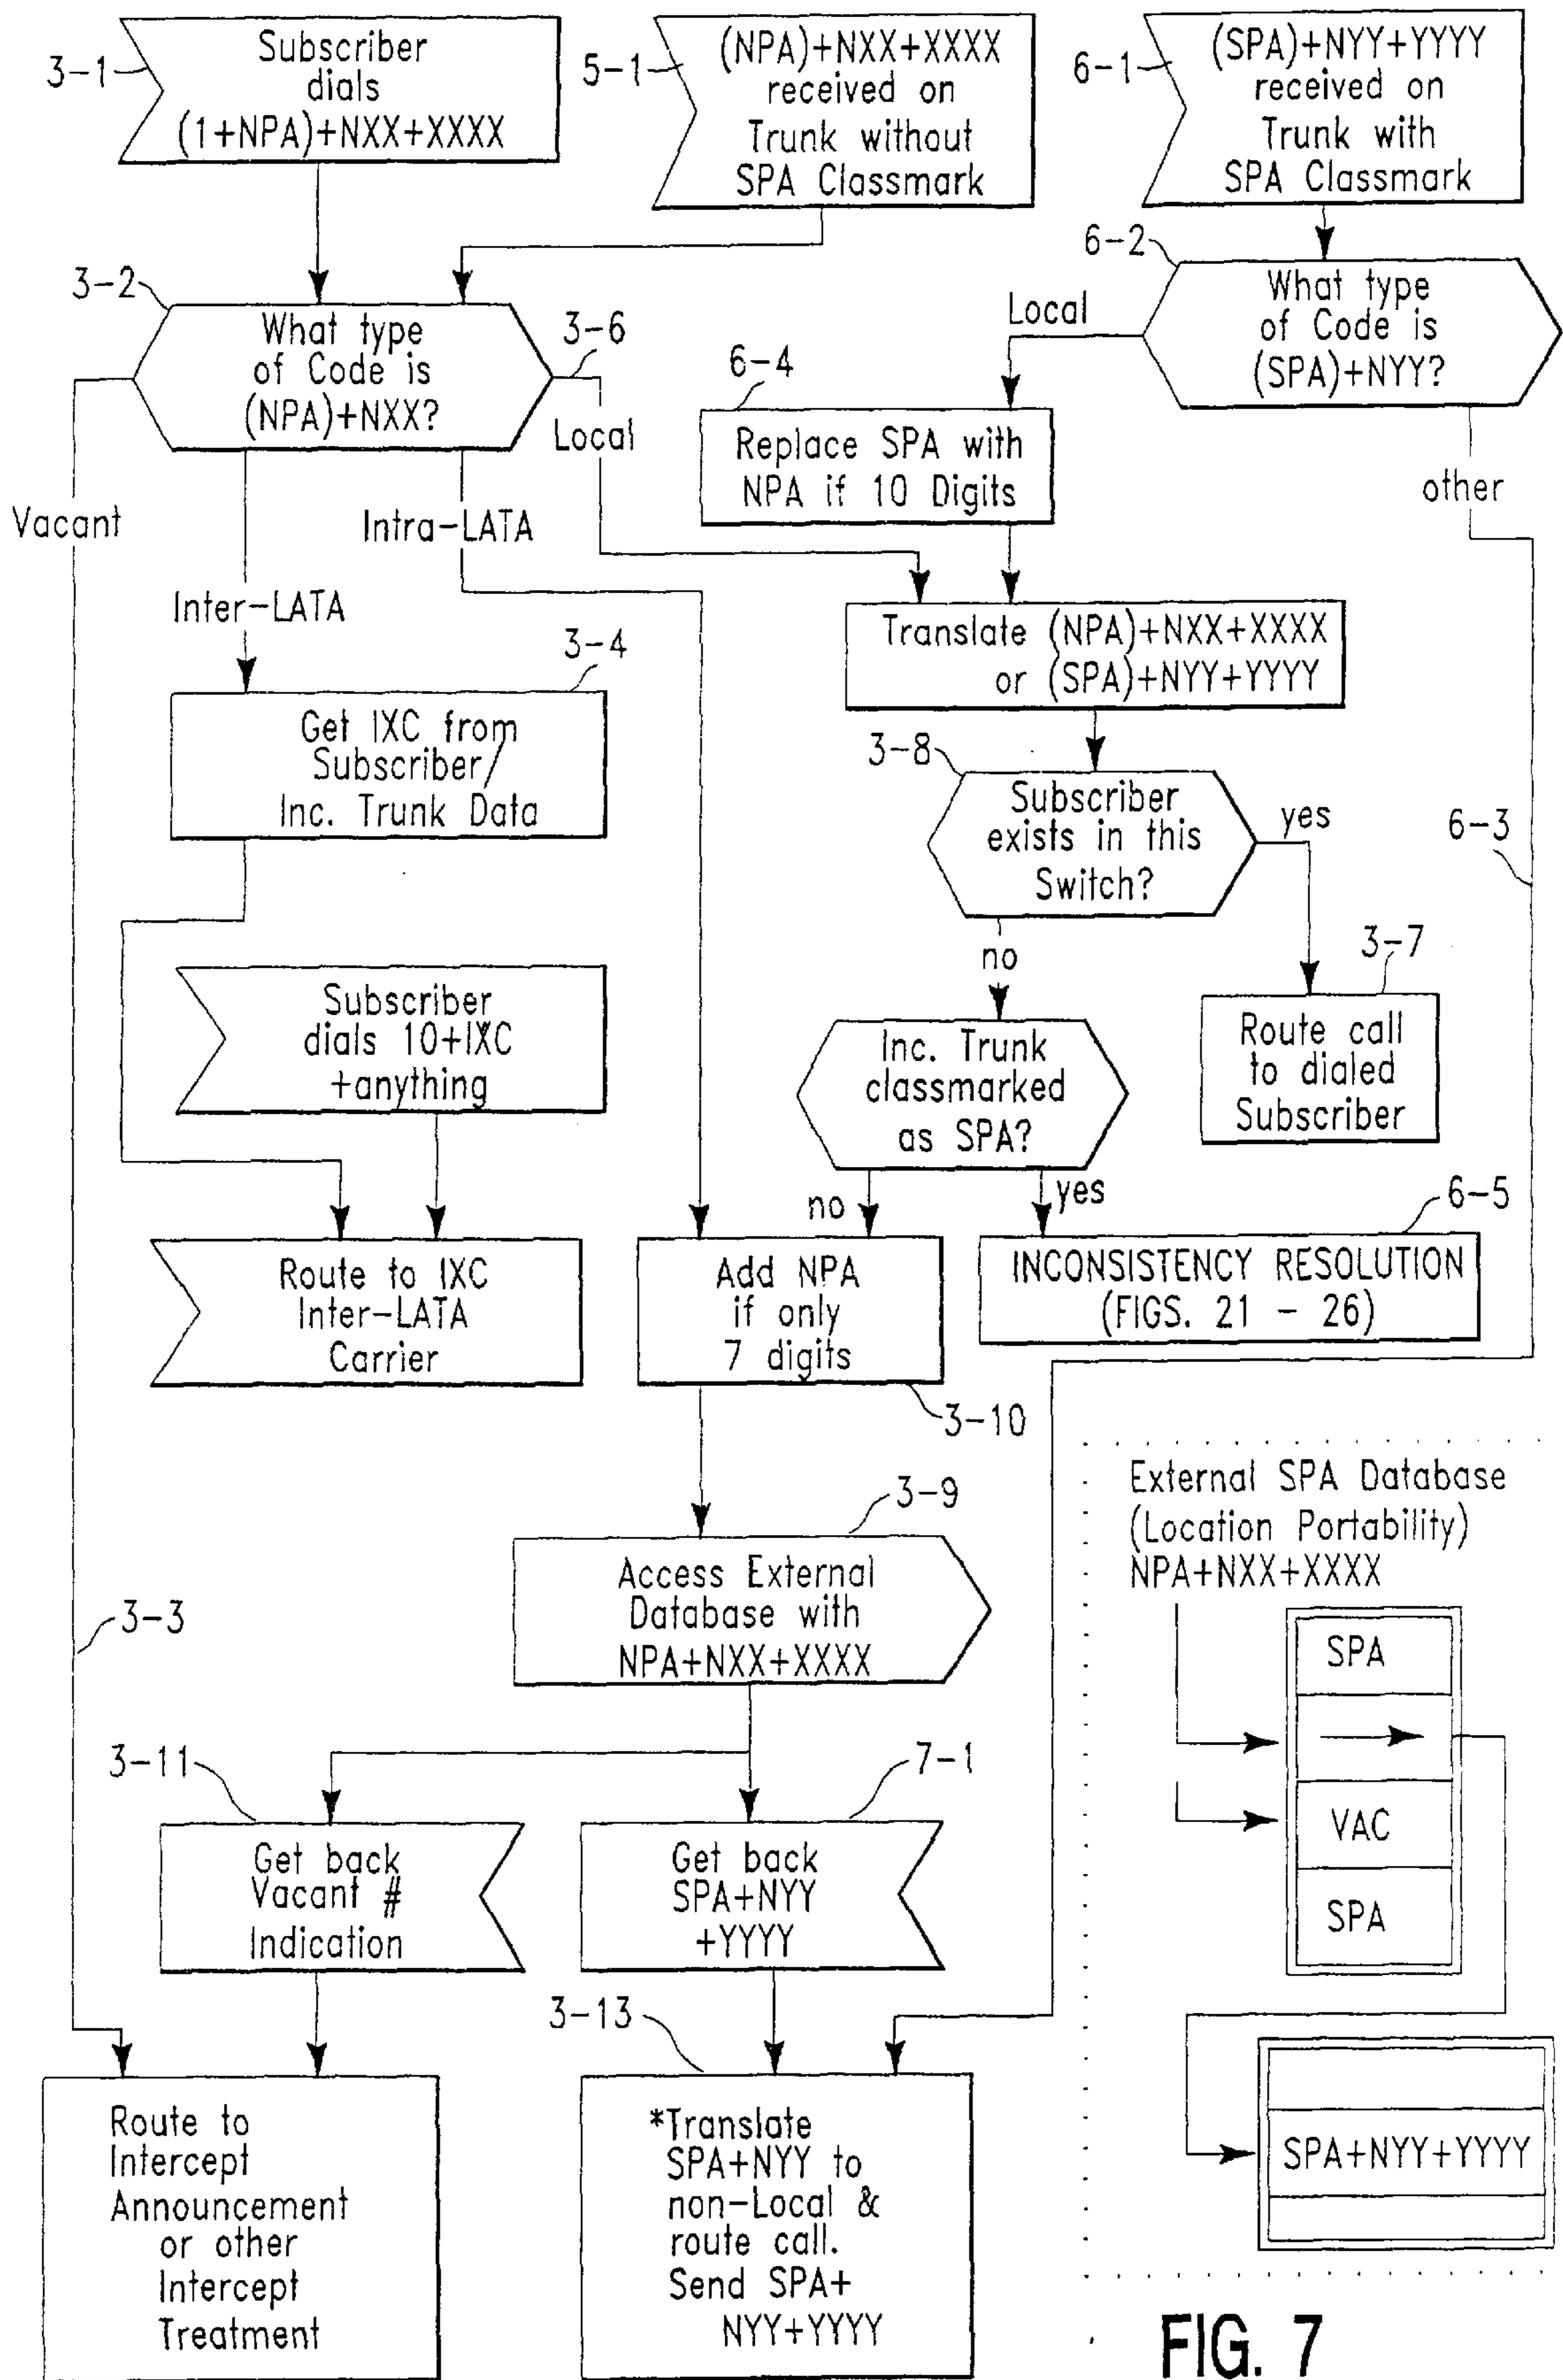 3-1
Subscriber
dials
(1+NPA)+NXX+XXXX
5-1
(NPA)+NXX+XXXX
received on
Trunk without
SPA Classmark
6-1
(SPA)+NYY+YYYY
received on
Trunk with
SPA Classmark
3-2
What type
of Code is
(NPA)+NXX?
3-6
Local
6-2
What type
of Code is
(SPA)+NYY?
Local
6-4
Replace SPA with
NPA if 10 Digits
other
Vacant
Intra-LATA
Inter-LATA
Translate (NPA)+NXX+XXXX
or (SPA)+NYY+YYYY
3-4
Get IXC from
Subscriber/
Inc. Trunk Data
3-8
Subscriber
exists in this
Switch?
yes
6-3
no
3-7
Route call
to dialed
Subscriber
Subscriber
dials 10+IXC
+anything
Inc. Trunk
classmarked
as SPA?
no
yes
6-5
Route to IXC
Inter-LATA
Carrier
Add NPA
if only
7 digits
3-10
INCONSISTENCY RESOLUTION
(FIGS. 21 - 26)
3-9
Access External
Database with
NPA+NXX+XXXX
3-3
External SPA Database
(Location Portability)
NPA+NXX+XXXX
SPA
VAC
SPA
SPA+NYY+YYYY
3-11
Get back
Vacant #
Indication
7-1
Get back
SPA+NYY
+YYYY
3-13
Route to
Intercept
Announcement
or other
Intercept
Treatment
*Translate
SPA+NYY to
non-Local &
route call.
Send SPA+
NYY+YYYY
FIG. 7